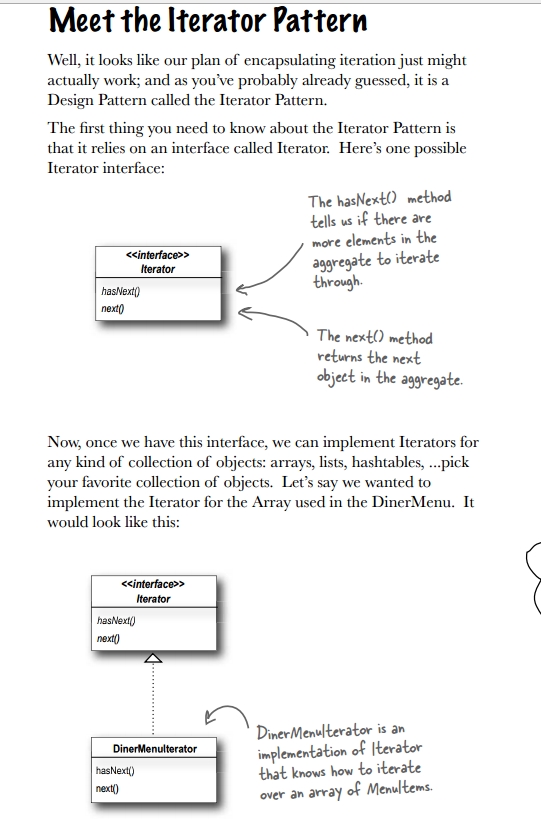 Meet the Iterator Pattern
Well, it looks like our plan of encapsulating iteration just might
actually work; and as you've probably already guessed, it is a
Design Pattern called the Iterator Pattern.
The first thing you need to know about the Iterator Pattern is
that it relies on an interface called Iterator.  Here's one possible
Iterator interface:
The hasNext() method
tells us if there are
more elements in the
aggregate to iterate
through.
<<interface>>
Iterator
hasNext()
next()
The next() method
returns the next
object in the aggregate.
Now, once we have this interface, we can implement Iterators for
any kind of collection of objects: arrays, lists, hashtables, ...pick
your favorite collection of objects.  Let's say we wanted to
implement the Iterator for the Array used in the DinerMenu.  It
would look like this:
<<interface>>
Iterator
hasNext()
next()
DinerMenuIterator
hasNext()
next()
DinerMenuIterator is an
implementation of Iterator
that knows how to iterate
over an array of MenuItems.